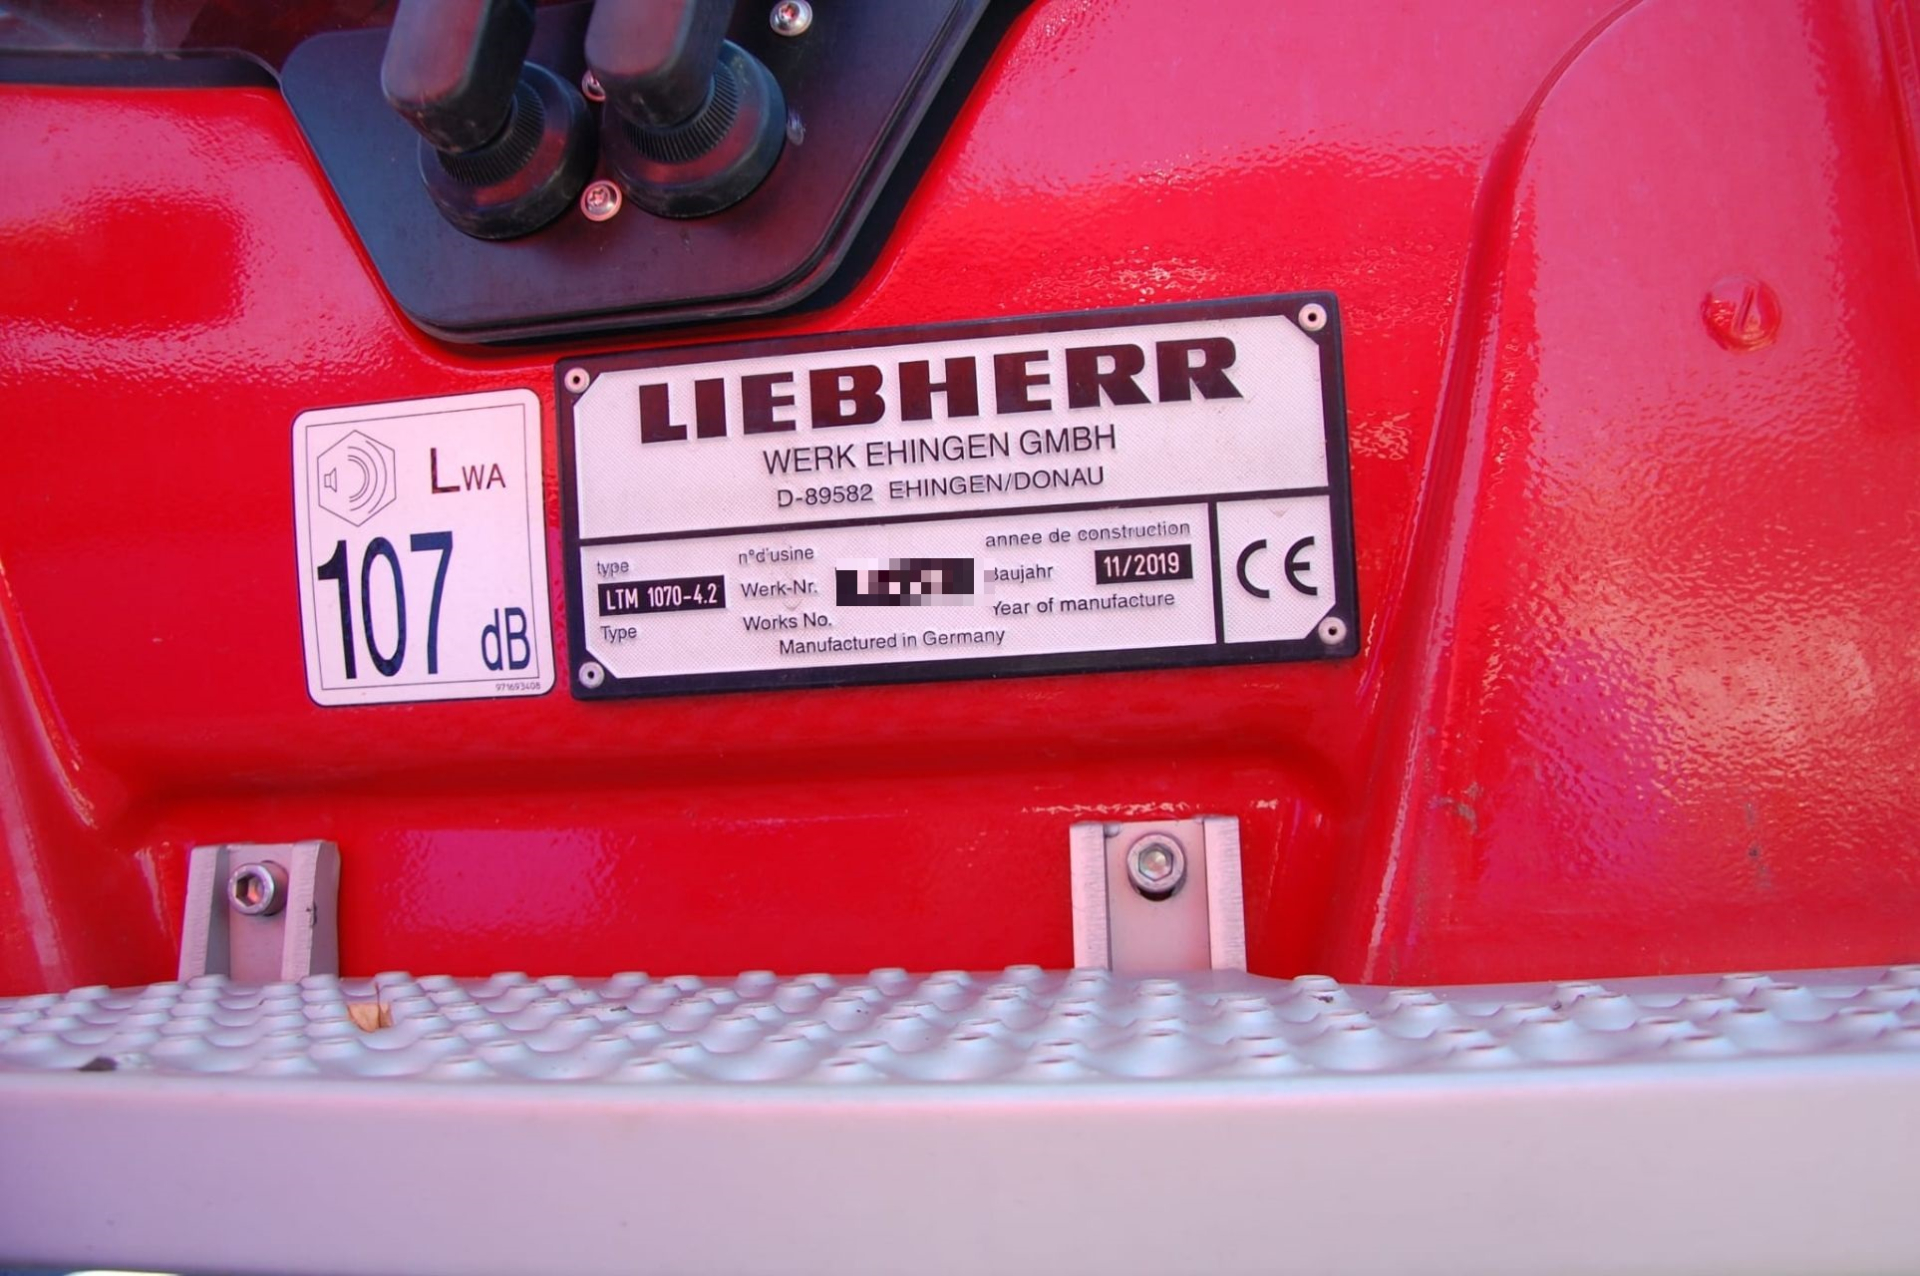 LWA
107
dB
971693408
LIEBHERR
WERK EHINGEN GMBH
D-89582 EHINGEN/DONAU
type
LTM 1070-4.2
Type
n°d'usine
Werk-Nr.
Works No.
annee de construction
Baujahr
11/2019
Year of manufacture
Manufactured in Germany
CE